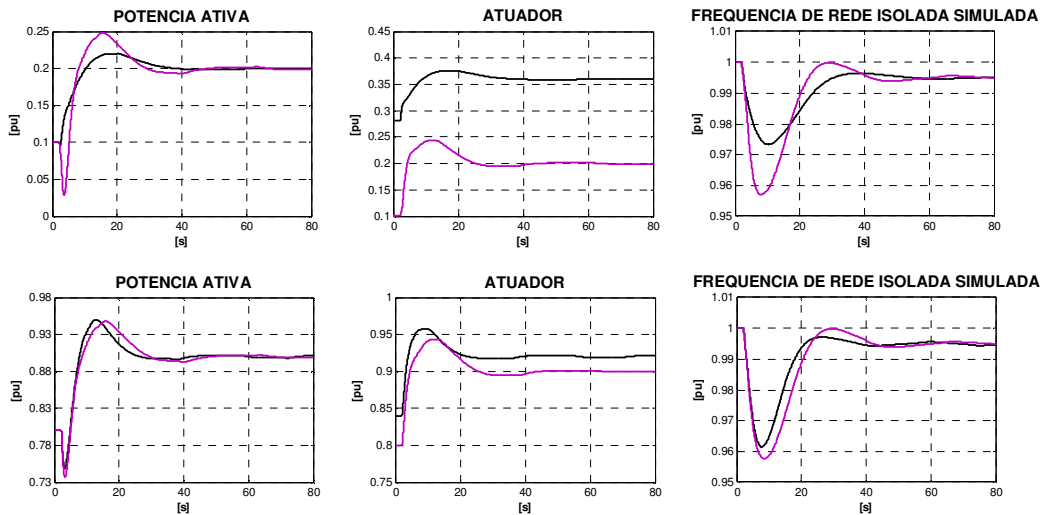 POTENCIA ATIVA
0.25
0.2
0.15
0.1
0.05
0
[pu]
0 20 40 60 80
[s]
ATUADOR
0.45
0.4
0.35
0.3
0.25
0.2
0.15
0.1
[pu]
0 20 40 60 80
[s]
FREQUENCIA DE REDE ISOLADA SIMULADA
1.01
1
0.99
0.98
0.97
0.96
0.95
[pu]
0 20 40 60 80
[s]
POTENCIA ATIVA
0.98
0.93
0.88
0.83
0.78
0.73
[pu]
0 20 40 60 80
[s]
ATUADOR
1
0.95
0.9
0.85
0.8
0.75
[pu]
0 20 40 60 80
[s]
FREQUENCIA DE REDE ISOLADA SIMULADA
1.01
1
0.99
0.98
0.97
0.96
0.95
[pu]
0 20 40 60 80
[s]